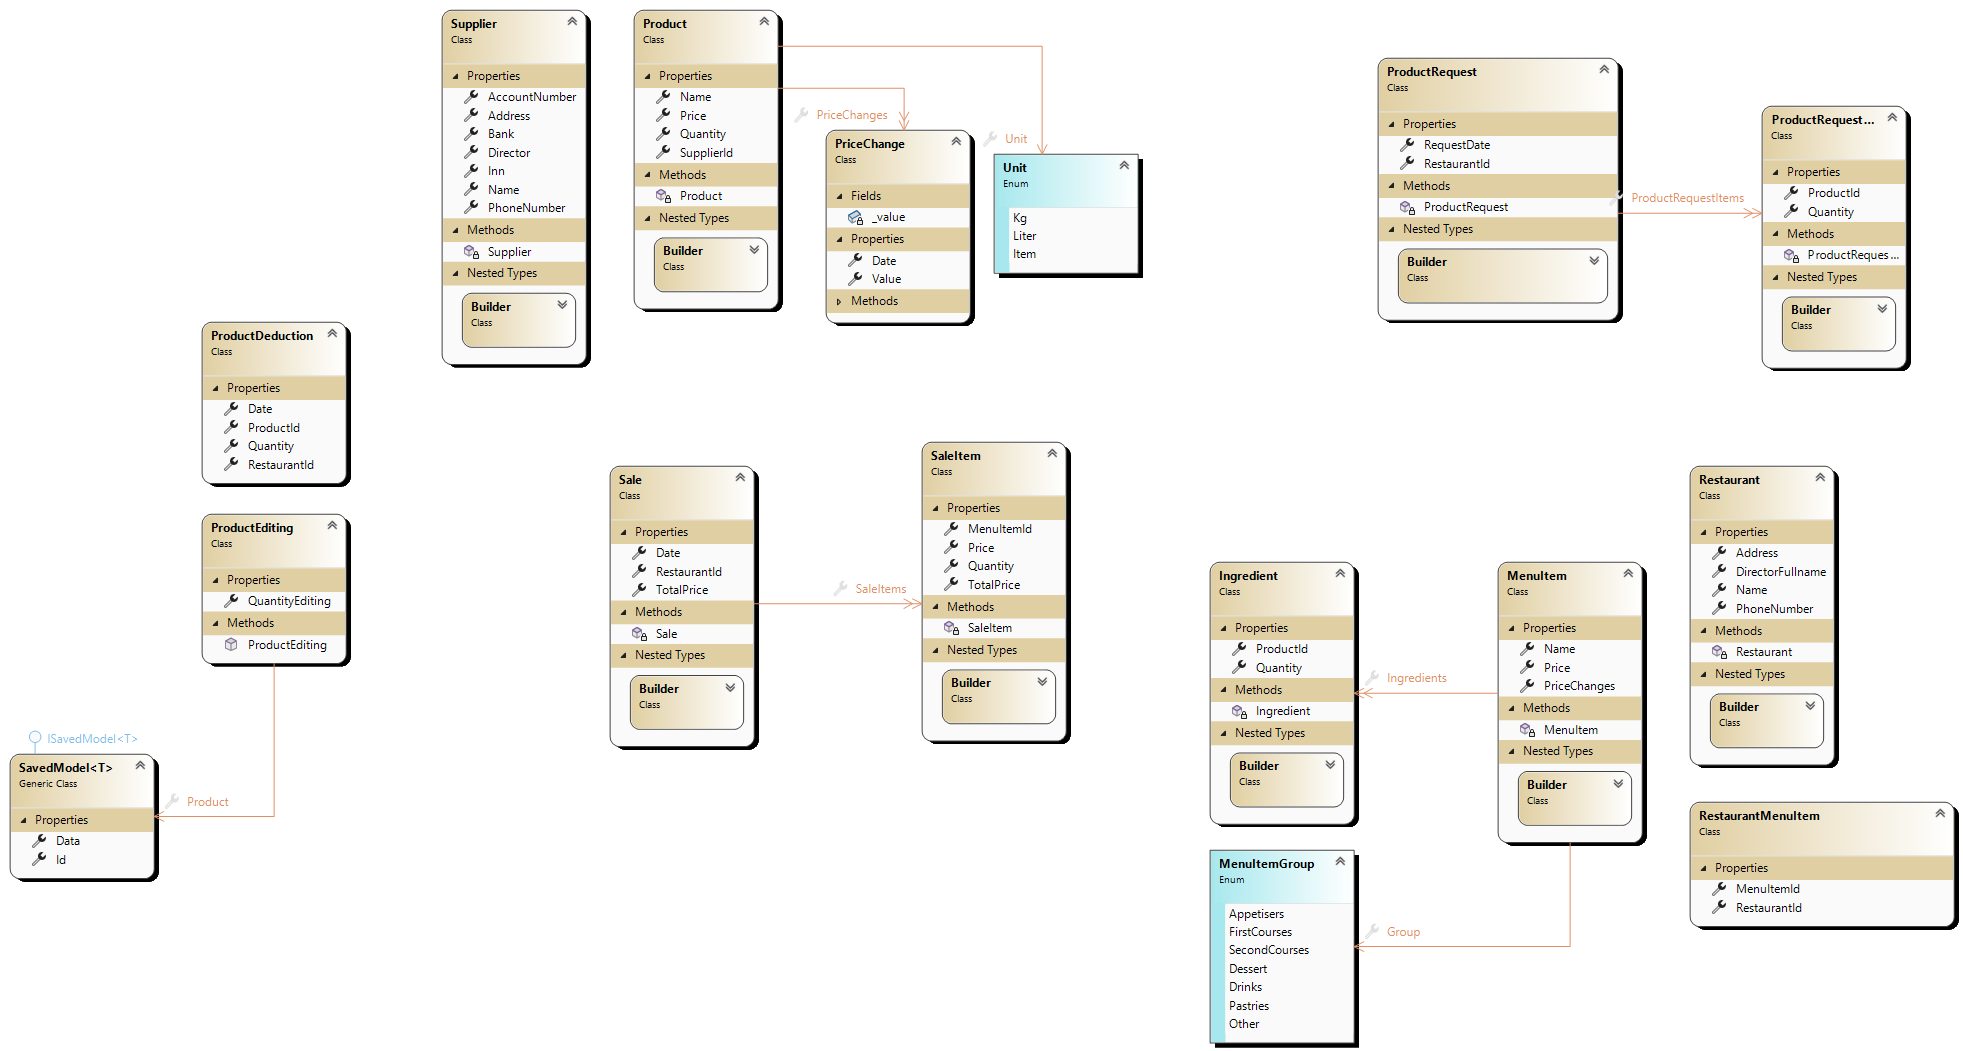 Supplier
Class
Properties
AccountNumber
Address
Bank
Director
Inn
Name
PhoneNumber
Methods
Supplier
Nested Types
Builder
Class
Product
Class
Properties
Name
Price
Quantity
SupplierId
Methods
Product
Nested Types
Builder
Class
PriceChanges
PriceChange
Class
Fields
_value
Properties
Date
Value
Methods
Unit
Unit
Enum
Kg
Liter
Item
ProductRequest
Class
Properties
RequestDate
RestaurantId
Methods
ProductRequest
Nested Types
Builder
Class
ProductRequestItems
ProductRequest...
Class
Properties
ProductId
Quantity
Methods
ProductReques...
Nested Types
Builder
Class
ProductDeduction
Class
Properties
Date
ProductId
Quantity
RestaurantId
ProductEditing
Class
Properties
QuantityEditing
Methods
ProductEditing
ISavedModel<T>
SavedModel<T>
Generic Class
Properties
Data
Id
Product
Sale
Class
Properties
Date
RestaurantId
TotalPrice
Methods
Sale
Nested Types
Builder
Class
SaleItems
SaleItem
Class
Properties
MenuItemId
Price
Quantity
TotalPrice
Methods
SaleItem
Nested Types
Builder
Class
Ingredient
Class
Properties
ProductId
Quantity
Methods
Ingredient
Nested Types
Builder
Class
Ingredients
MenuItem
Class
Properties
Name
Price
PriceChanges
Methods
MenuItem
Nested Types
Builder
Class
MenuItemGroup
Enum
Appetisers
FirstCourses
SecondCourses
Dessert
Drinks
Pastries
Other
Group
Restaurant
Class
Properties
Address
DirectorFullname
Name
PhoneNumber
Methods
Restaurant
Nested Types
Builder
Class
RestaurantMenuItem
Class
Properties
MenuItemId
RestaurantId